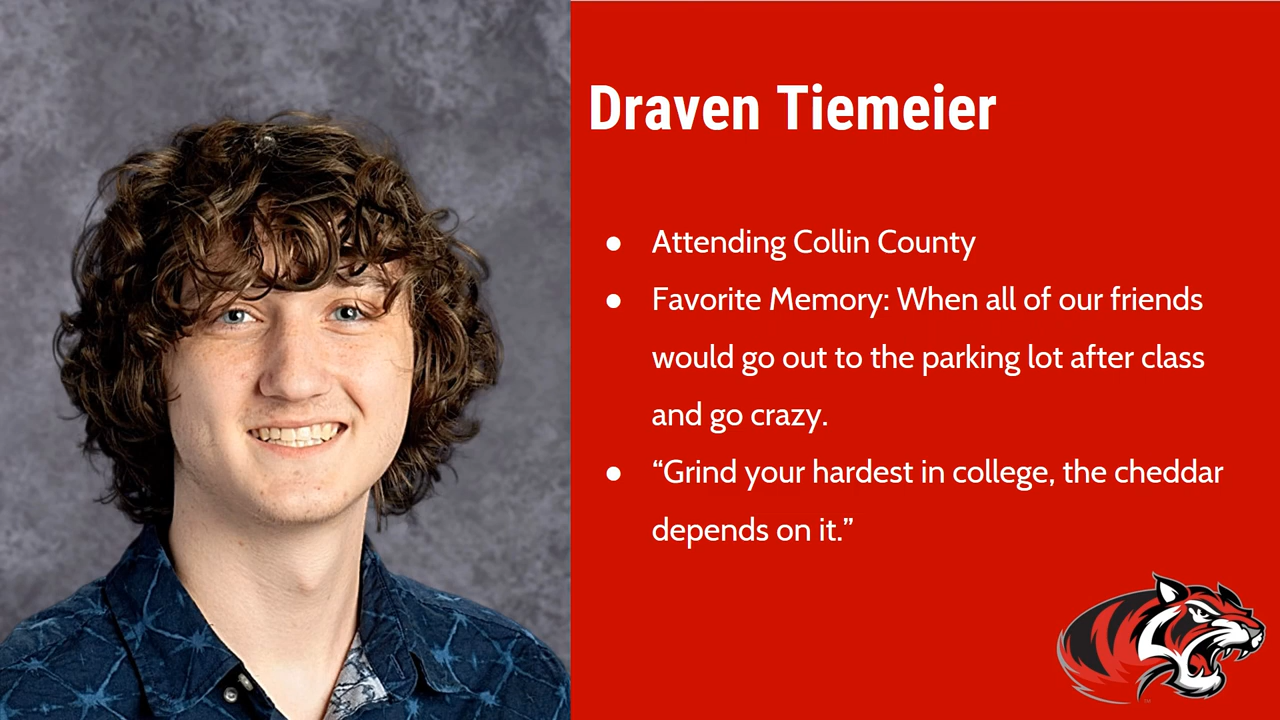 Draven Tiemeier
● Attending Collin County
● Favorite Memory: When all of our friends
would go out to the parking lot after class
and go crazy.
● “Grind your hardest in college, the cheddar
depends on it.”